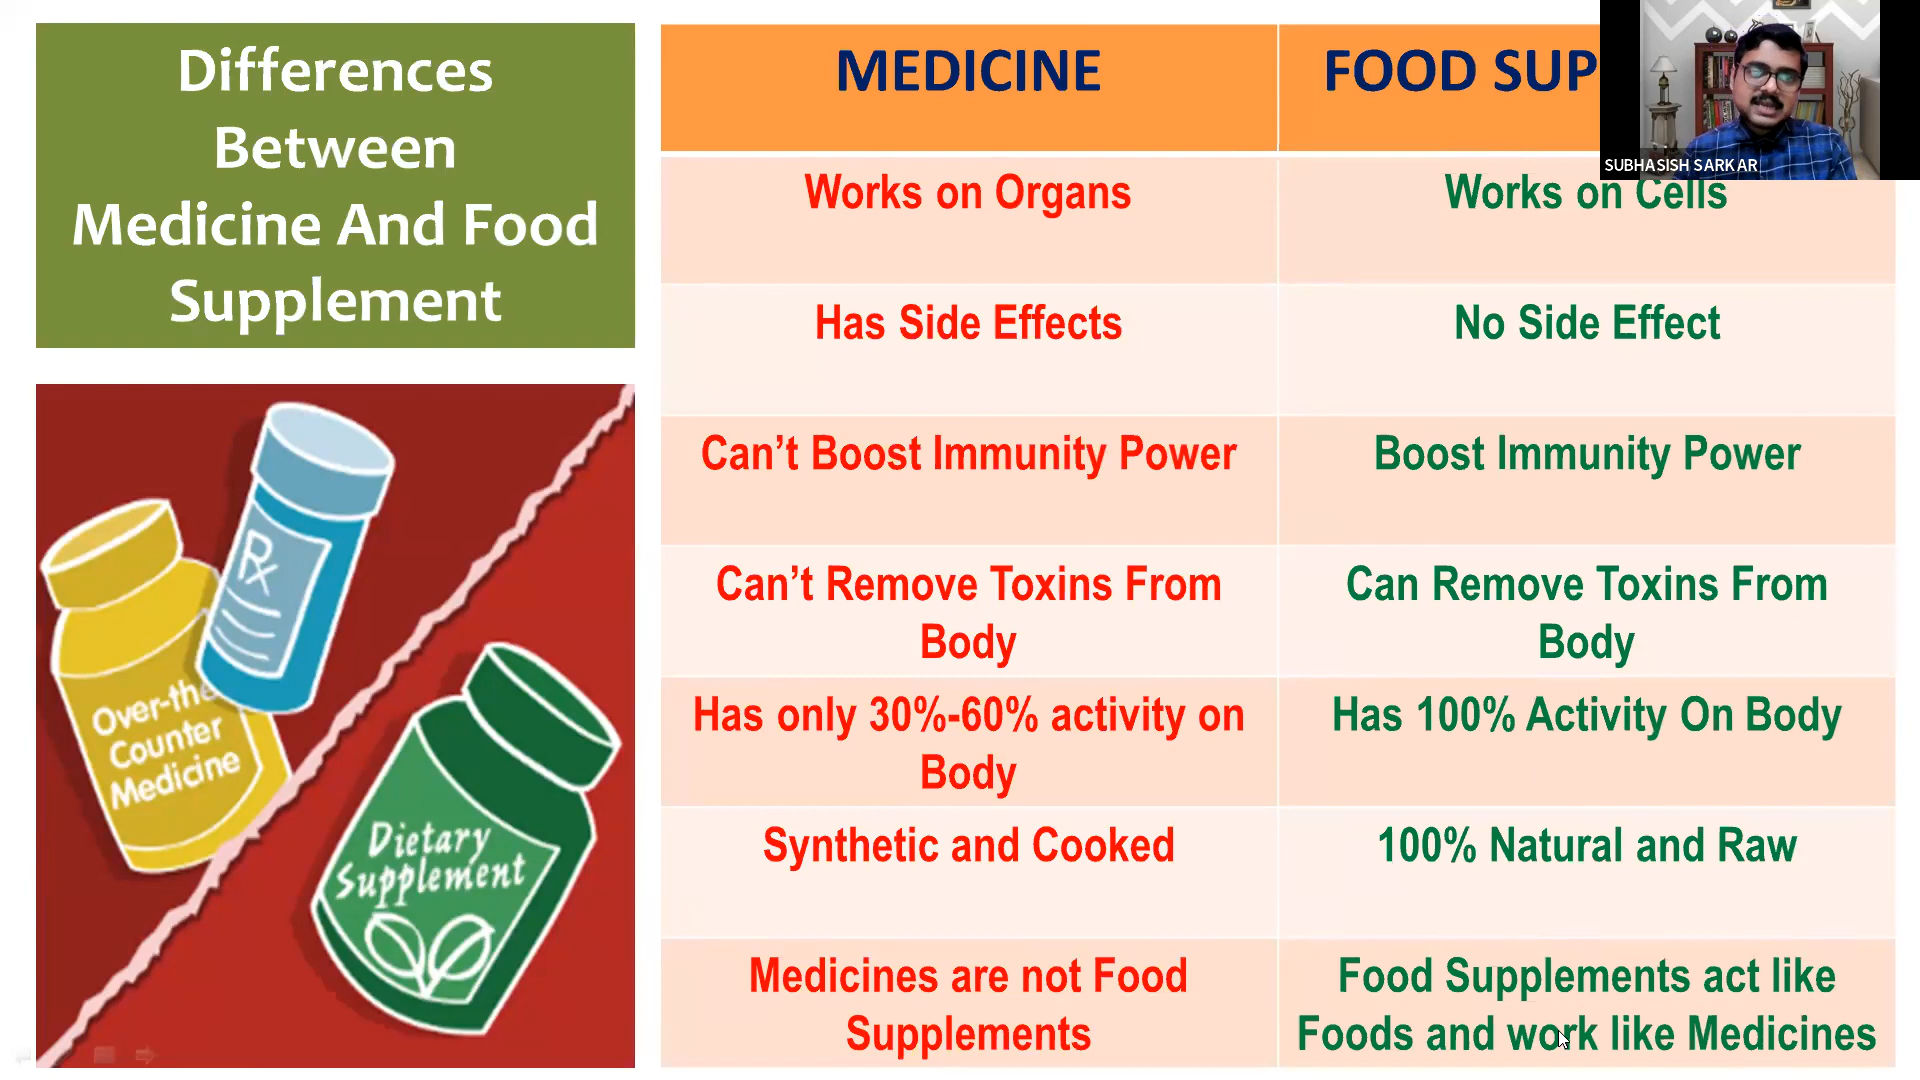 Differences
Between
Medicine And Food
Supplement
MEDICINE
FOOD
SUBHASISH SARKAR
Works on Organs
Works on Cells
Has Side Effects
No Side Effect
Can’t Boost Immunity Power
Boost Immunity Power
Can’t Remove Toxins From
Body
Can Remove Toxins From
Body
Has only 30%-60% activity on
Body
Has 100% Activity On Body
Synthetic and Cooked
100% Natural and Raw
Medicines are not Food
Supplements
Food Supplements act like
Foods and work like Medicines
Rx
Over-the
Counter
Medicine
Dietary
Supplement